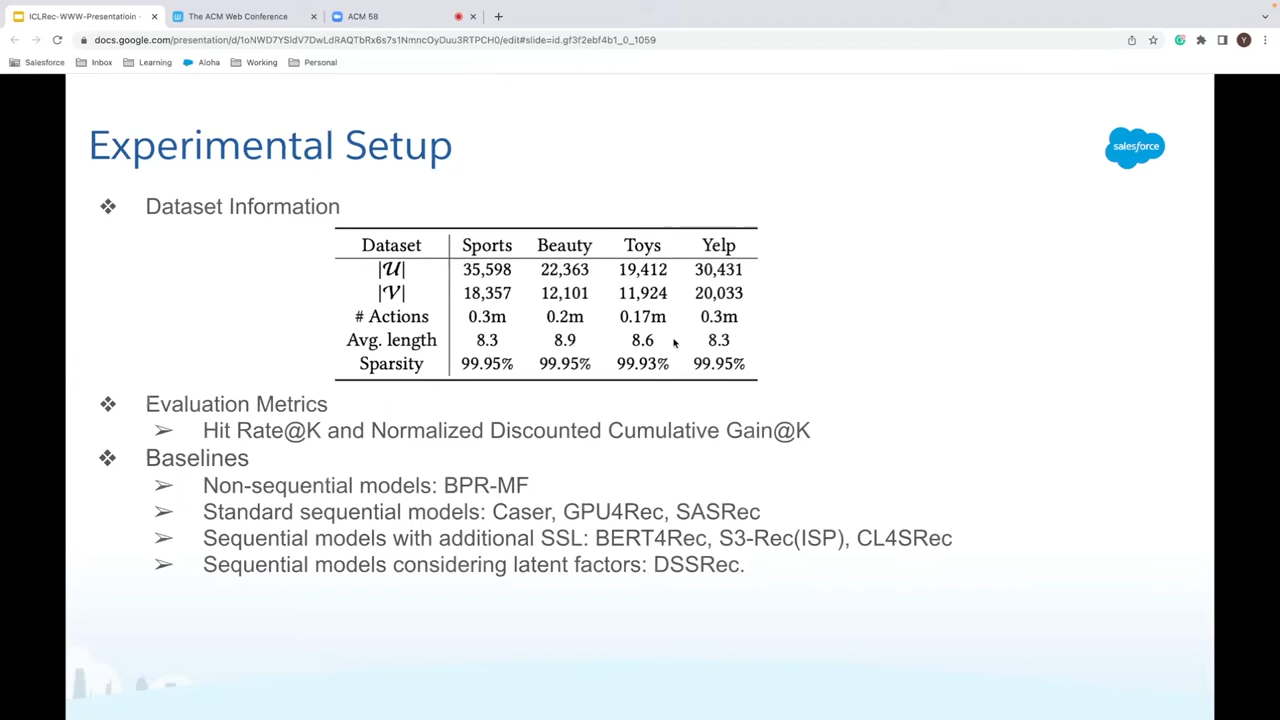 ICLRec-WWW-Presentatioin -
The ACM Web Conference
ACM 58
docs.google.com/presentation/d/1oNWD7YSldV7DwLdRAQTbRx6s7s1NmncOyDuu3RTPCH0/edit#slide=id.gf3f2ebf4b1_0_1059
Y
Salesforce
Inbox
Learning
Aloha
Working
Personal
Experimental Setup
salesforce
❖ Dataset Information
Dataset Sports Beauty Toys Yelp
|𝒰| 35,598 22,363 19,412 30,431
|𝒱| 18,357 12,101 11,924 20,033
# Actions 0.3m 0.2m 0.17m 0.3m
Avg. length 8.3 8.9 8.6 8.3
Sparsity 99.95% 99.95% 99.93% 99.95%
❖ Evaluation Metrics
➢ Hit Rate@K and Normalized Discounted Cumulative Gain@K
❖ Baselines
➢ Non-sequential models: BPR-MF
➢ Standard sequential models: Caser, GPU4Rec, SASRec
➢ Sequential models with additional SSL: BERT4Rec, S3-Rec(ISP), CL4SRec
➢ Sequential models considering latent factors: DSSRec.